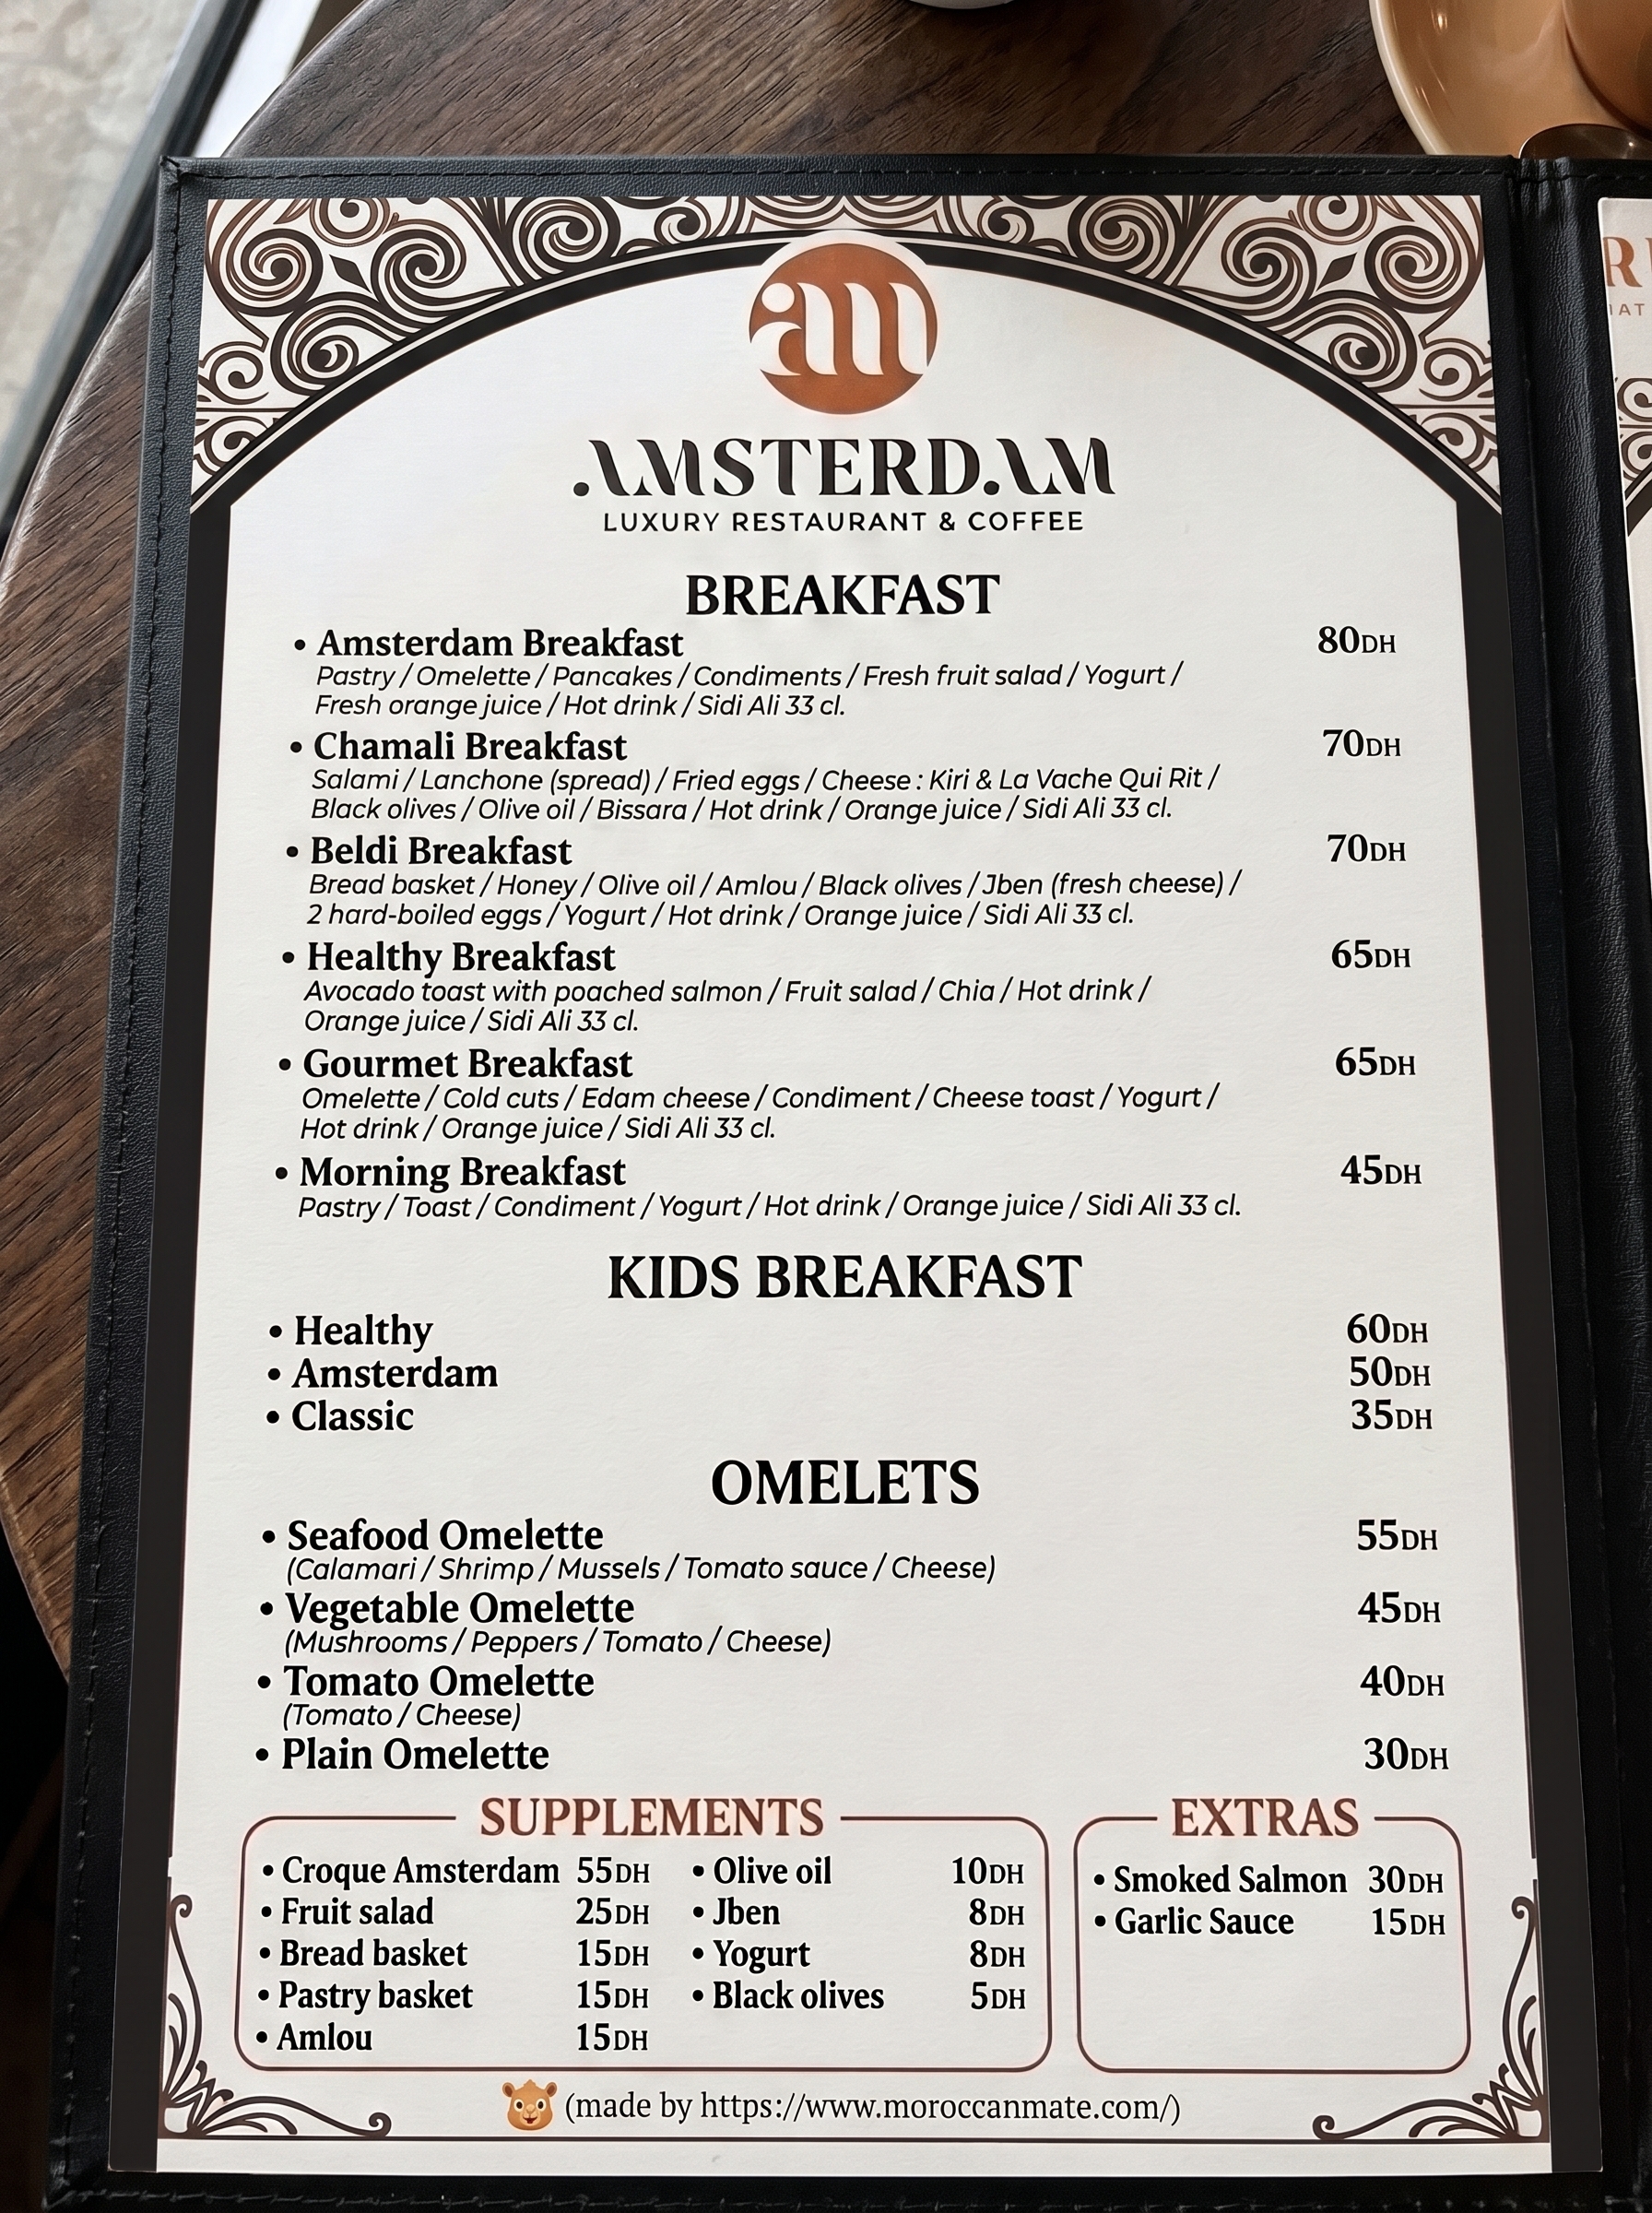 am
AMSTERDAM
LUXURY RESTAURANT & COFFEE
BREAKFAST
• Amsterdam Breakfast 80DH
Pastry / Omelette / Pancakes / Condiments / Fresh fruit salad / Yogurt /
Fresh orange juice / Hot drink / Sidi Ali 33 cl.
• Chamali Breakfast 70DH
Salami / Lanchone (spread) / Fried eggs / Cheese : Kiri & La Vache Qui Rit /
Black olives / Olive oil / Bissara / Hot drink / Orange juice / Sidi Ali 33 cl.
• Beldi Breakfast 70DH
Bread basket / Honey / Olive oil / Amlou / Black olives / Jben (fresh cheese) /
2 hard-boiled eggs / Yogurt / Hot drink / Orange juice / Sidi Ali 33 cl.
• Healthy Breakfast 65DH
Avocado toast with poached salmon / Fruit salad / Chia / Hot drink /
Orange juice / Sidi Ali 33 cl.
• Gourmet Breakfast 65DH
Omelette / Cold cuts / Edam cheese / Condiment / Cheese toast / Yogurt /
Hot drink / Orange juice / Sidi Ali 33 cl.
• Morning Breakfast 45DH
Pastry / Toast / Condiment / Yogurt / Hot drink / Orange juice / Sidi Ali 33 cl.
KIDS BREAKFAST
• Healthy 60DH
• Amsterdam 50DH
• Classic 35DH
OMELETS
• Seafood Omelette 55DH
(Calamari / Shrimp / Mussels / Tomato sauce / Cheese)
• Vegetable Omelette 45DH
(Mushrooms / Peppers / Tomato / Cheese)
• Tomato Omelette 40DH
(Tomato / Cheese)
• Plain Omelette 30DH
SUPPLEMENTS
• Croque Amsterdam 55DH
• Fruit salad 25DH
• Bread basket 15DH
• Pastry basket 15DH
• Amlou 15DH
• Olive oil 10DH
• Jben 8DH
• Yogurt 8DH
• Black olives 5DH
EXTRAS
• Smoked Salmon 30DH
• Garlic Sauce 15DH
(made by https://www.moroccanmate.com/)